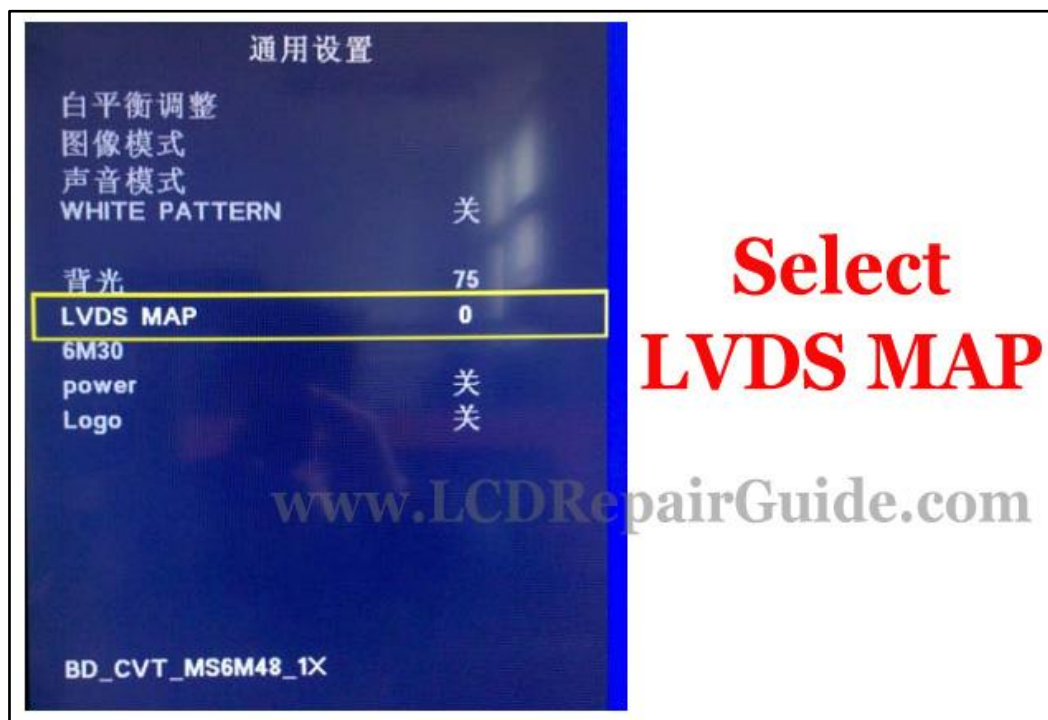 通用设置
白平衡调整
图像模式
声音模式
WHITE PATTERN 关
背光 75
LVDS MAP 0
6M30
power 关
Logo 关
BD_CVT_MS6M48_1X
Select
LVDS MAP
www.LCDRepairGuide.com